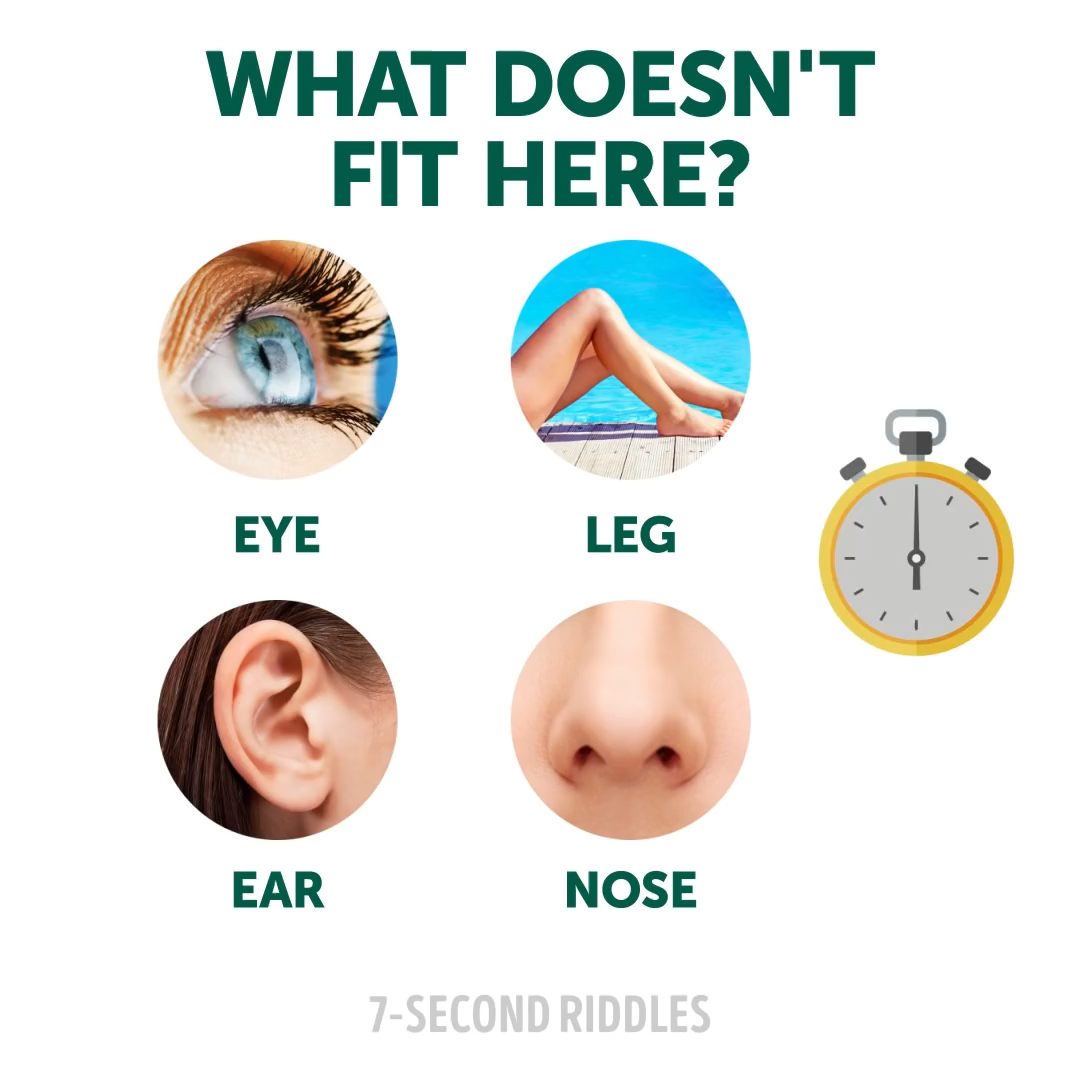 WHAT DOESN'T
FIT HERE?
EYE
LEG
EAR
NOSE
7-SECOND RIDDLES